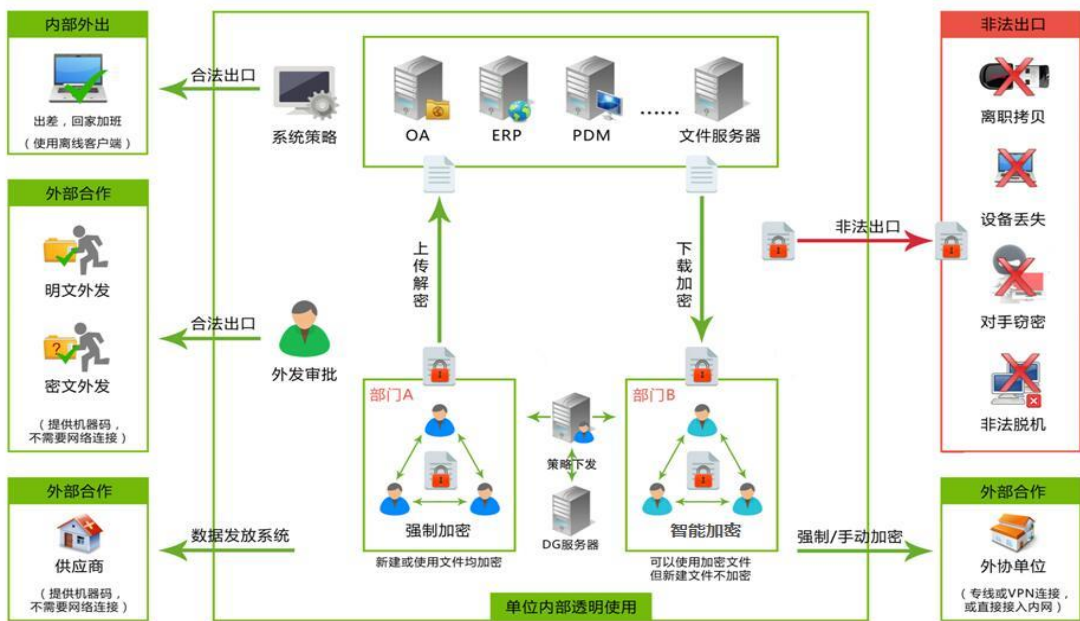 内部外出
出差，回家加班
（使用离线客户端）
外部合作
明文外发
密文外发
（提供机器码，
不需要网络连接）
外部合作
供应商
（提供机器码，
不需要网络连接）
合法出口
系统策略
OA
ERP
PDM
......
文件服务器
上传解密
下载加密
合法出口
外发审批
部门A
强制加密
新建或使用文件均加密
策略下发
DG服务器
部门B
智能加密
可以使用加密文件
但新建文件不加密
数据发放系统
强制/手动加密
单位内部透明使用
非法出口
非法出口
离职拷贝
设备丢失
对手窃密
非法脱机
外部合作
外协单位
（专线或VPN连接，
或直接接入内网）